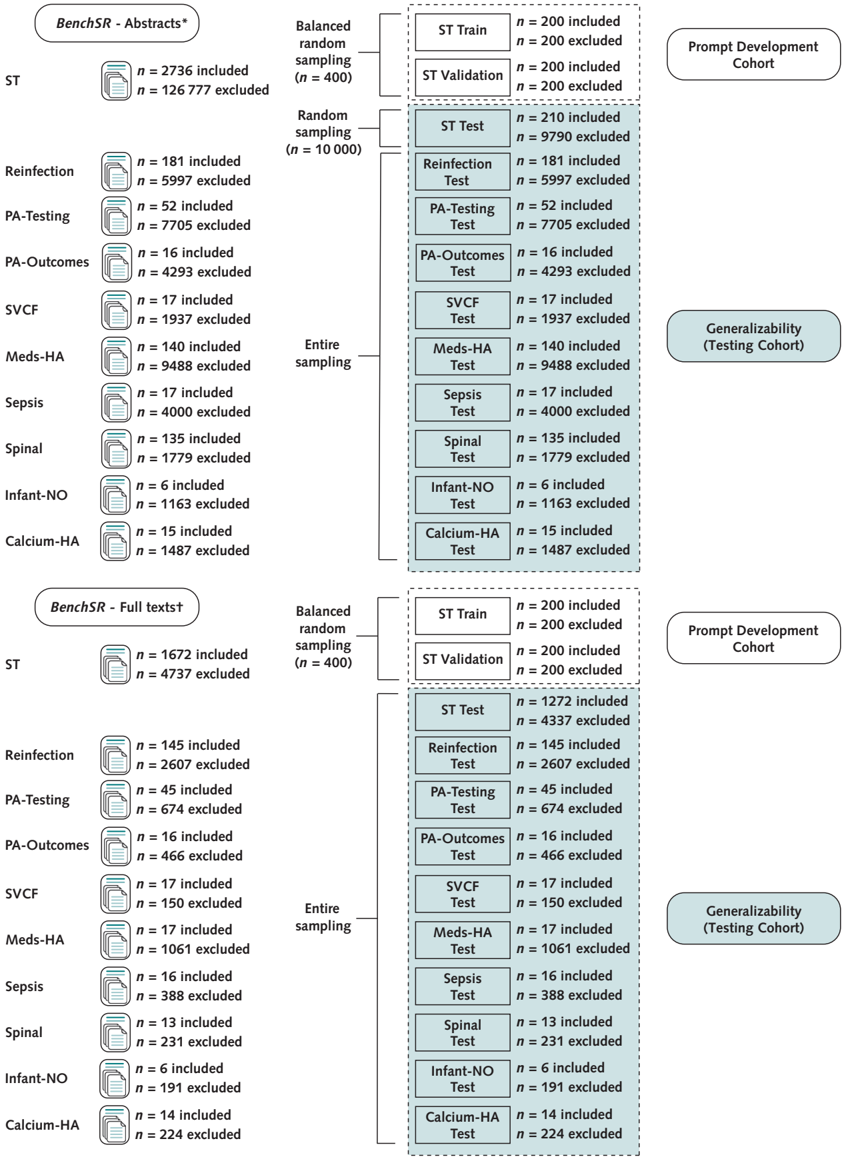 BenchSR - Abstracts*
ST
n = 2736 included
n = 126 777 excluded
Balanced
random
sampling
(n = 400)
ST Train
n = 200 included
n = 200 excluded
ST Validation
n = 200 included
n = 200 excluded
Prompt Development
Cohort
Random
sampling
(n = 10 000)
ST Test
n = 210 included
n = 9790 excluded
Reinfection
n = 181 included
n = 5997 excluded
Reinfection
Test
n = 181 included
n = 5997 excluded
PA-Testing
n = 52 included
n = 7705 excluded
PA-Testing
Test
n = 52 included
n = 7705 excluded
PA-Outcomes
n = 16 included
n = 4293 excluded
PA-Outcomes
Test
n = 16 included
n = 4293 excluded
SVCF
n = 17 included
n = 1937 excluded
SVCF
Test
n = 17 included
n = 1937 excluded
Generalizability
(Testing Cohort)
Meds-HA
n = 140 included
n = 9488 excluded
Entire
sampling
Meds-HA
Test
n = 140 included
n = 9488 excluded
Sepsis
n = 17 included
n = 4000 excluded
Sepsis
Test
n = 17 included
n = 4000 excluded
Spinal
n = 135 included
n = 1779 excluded
Spinal
Test
n = 135 included
n = 1779 excluded
Infant-NO
n = 6 included
n = 1163 excluded
Infant-NO
Test
n = 6 included
n = 1163 excluded
Calcium-HA
n = 15 included
n = 1487 excluded
Calcium-HA
Test
n = 15 included
n = 1487 excluded
BenchSR - Full texts†
ST
n = 1672 included
n = 4737 excluded
Balanced
random
sampling
(n = 400)
ST Train
n = 200 included
n = 200 excluded
ST Validation
n = 200 included
n = 200 excluded
Prompt Development
Cohort
ST Test
n = 1272 included
n = 4337 excluded
Reinfection
n = 145 included
n = 2607 excluded
Reinfection
Test
n = 145 included
n = 2607 excluded
PA-Testing
n = 45 included
n = 674 excluded
PA-Testing
Test
n = 45 included
n = 674 excluded
PA-Outcomes
n = 16 included
n = 466 excluded
PA-Outcomes
Test
n = 16 included
n = 466 excluded
SVCF
n = 17 included
n = 150 excluded
Entire
sampling
SVCF
Test
n = 17 included
n = 150 excluded
Generalizability
(Testing Cohort)
Meds-HA
n = 17 included
n = 1061 excluded
Meds-HA
Test
n = 17 included
n = 1061 excluded
Sepsis
n = 16 included
n = 388 excluded
Sepsis
Test
n = 16 included
n = 388 excluded
Spinal
n = 13 included
n = 231 excluded
Spinal
Test
n = 13 included
n = 231 excluded
Infant-NO
n = 6 included
n = 191 excluded
Infant-NO
Test
n = 6 included
n = 191 excluded
Calcium-HA
n = 14 included
n = 224 excluded
Calcium-HA
Test
n = 14 included
n = 224 excluded